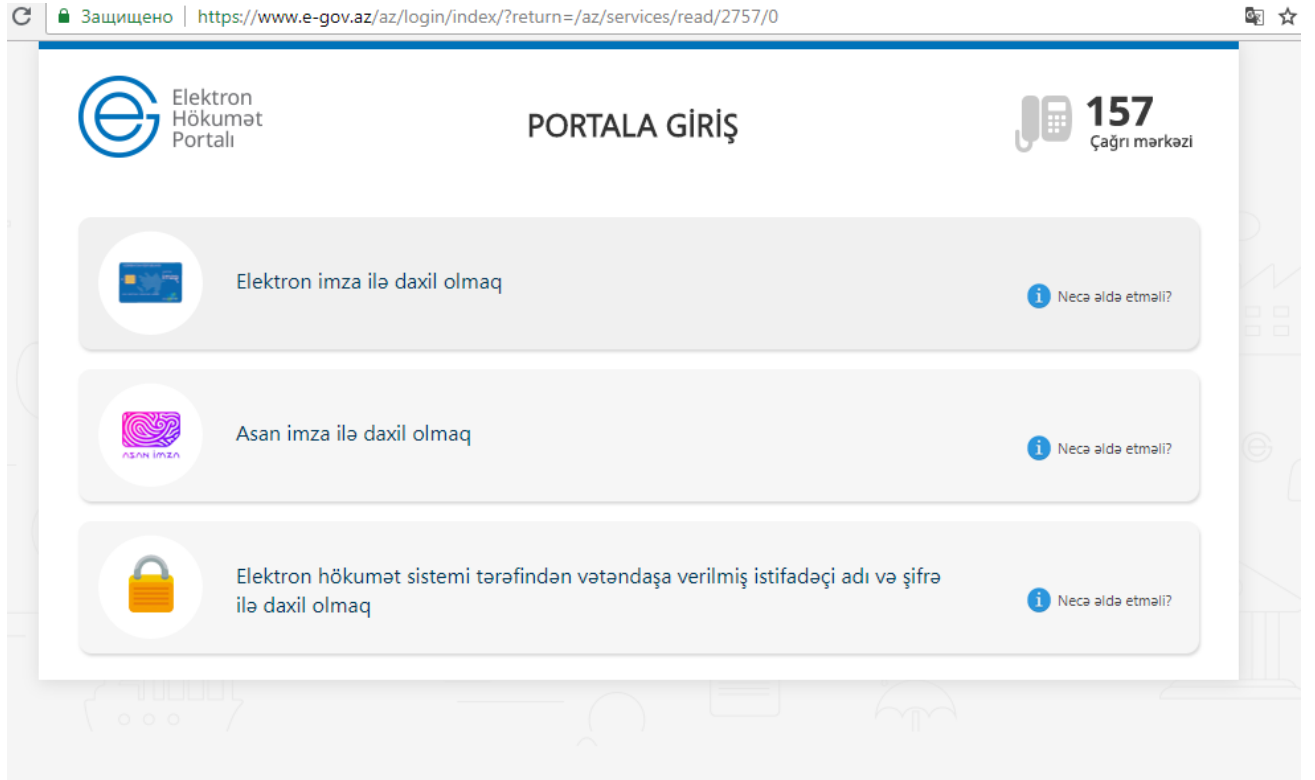 Защищено https://www.e-gov.az/az/login/index/?return=/az/services/read/2757/0
Elektron
Hökumət
Portalı
PORTALA GİRİŞ
157
Çağrı mərkəzi
Elektron imza ilə daxil olmaq
Necə əldə etməli?
Asan imza ilə daxil olmaq
ASAN İMZA
Necə əldə etməli?
Elektron hökumət sistemi tərəfindən vətəndaşa verilmiş istifadəçi adı və şifrə
ilə daxil olmaq
Necə əldə etməli?